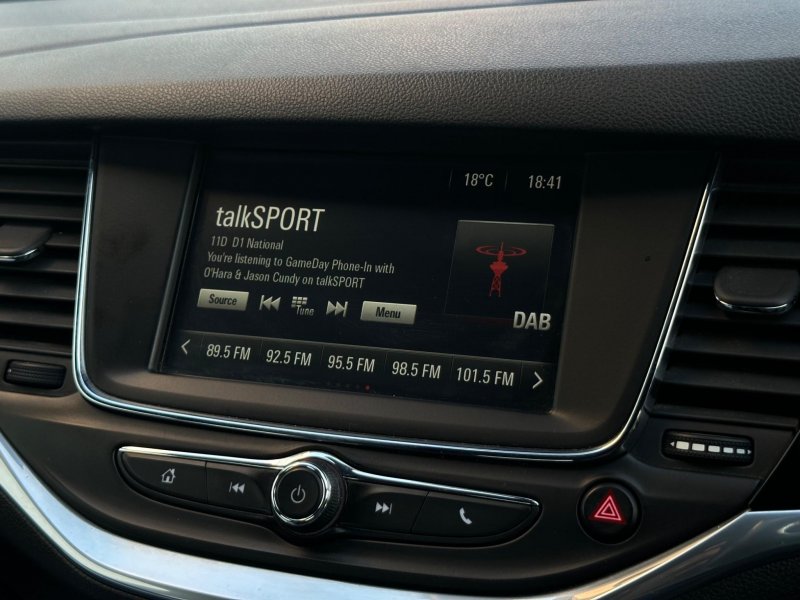 18°C 18:41
talkSPORT
11D D1 National
You're listening to GameDay Phone-In with
O'Hara & Jason Cundy on talkSPORT
Source Tune Menu
DAB
89.5 FM 92.5 FM 95.5 FM 98.5 FM 101.5 FM